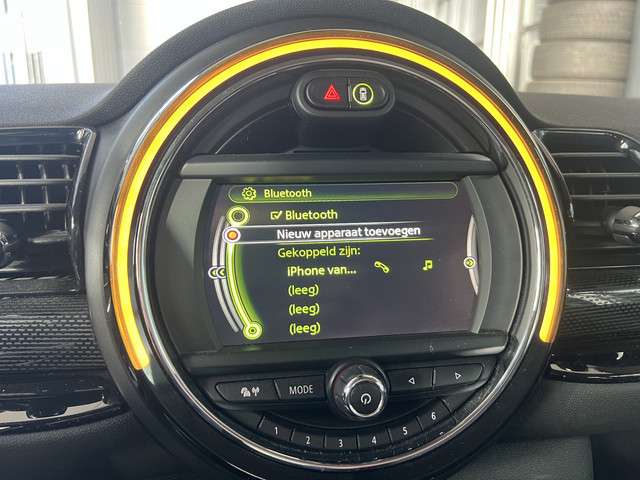 Bluetooth
Bluetooth
Nieuw apparaat toevoegen
Gekoppeld zijn:
iPhone van...
(leeg)
(leeg)
(leeg)
MODE
1 2 3 4 5 6